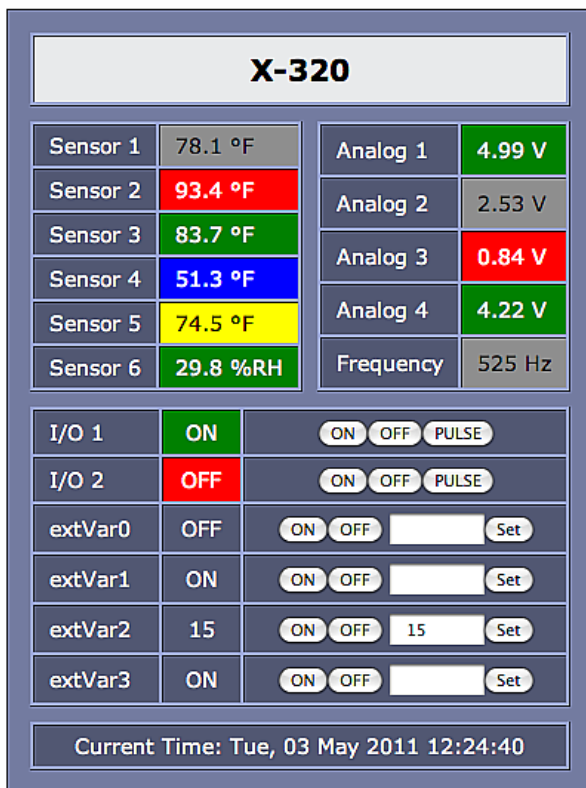 X-320
Sensor 1 78.1 °F
Sensor 2 93.4 °F
Sensor 3 83.7 °F
Sensor 4 51.3 °F
Sensor 5 74.5 °F
Sensor 6 29.8 %RH
Analog 1 4.99 V
Analog 2 2.53 V
Analog 3 0.84 V
Analog 4 4.22 V
Frequency 525 Hz
I/O 1 ON ON OFF PULSE
I/O 2 OFF ON OFF PULSE
extVar0 OFF ON OFF Set
extVar1 ON ON OFF Set
extVar2 15 ON OFF 15 Set
extVar3 ON ON OFF Set
Current Time: Tue, 03 May 2011 12:24:40